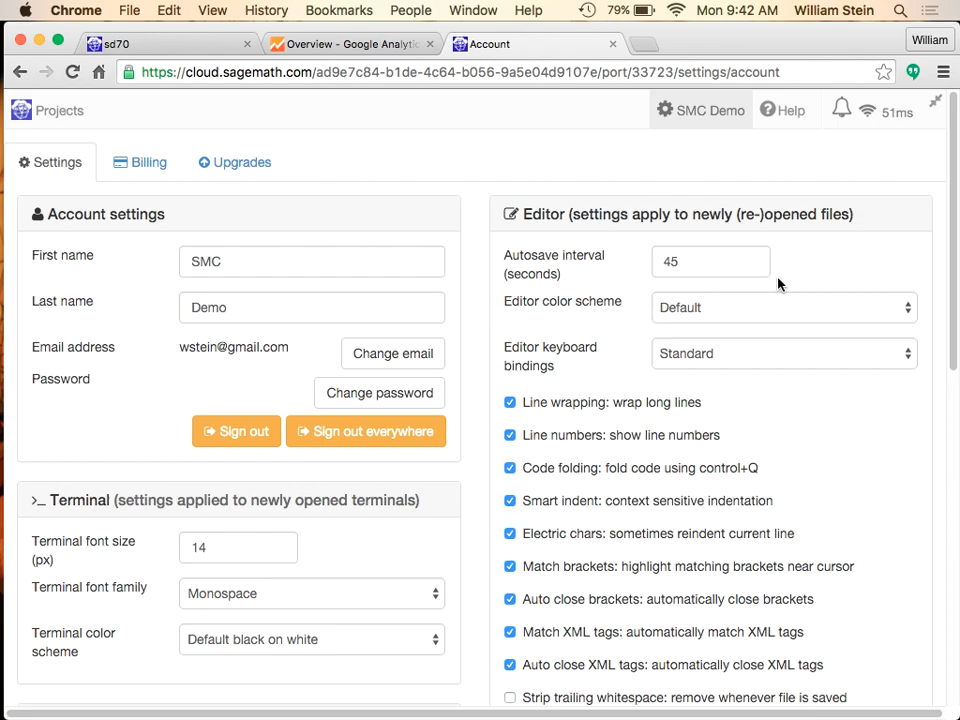 Chrome File Edit View History Bookmarks People Window Help 79% Mon 9:42 AM William Stein
sd70 × Overview - Google Analytic × Account × William
https://cloud.sagemath.com/ad9e7c84-b1de-4c64-b056-9a5e04d9107e/port/33723/settings/account
Projects SMC Demo Help 51ms
Settings Billing Upgrades
Account settings
First name SMC
Last name Demo
Email address wstein@gmail.com Change email
Password
Change password
Sign out Sign out everywhere
>_ Terminal (settings applied to newly opened terminals)
Terminal font size
(px)
14
Terminal font family Monospace
Terminal color
scheme
Default black on white
Editor (settings apply to newly (re-)opened files)
Autosave interval
(seconds)
45
Editor color scheme Default
Editor keyboard
bindings
Standard
Line wrapping: wrap long lines
Line numbers: show line numbers
Code folding: fold code using control+Q
Smart indent: context sensitive indentation
Electric chars: sometimes reindent current line
Match brackets: highlight matching brackets near cursor
Auto close brackets: automatically close brackets
Match XML tags: automatically match XML tags
Auto close XML tags: automatically close XML tags
Strip trailing whitespace: remove whenever file is saved